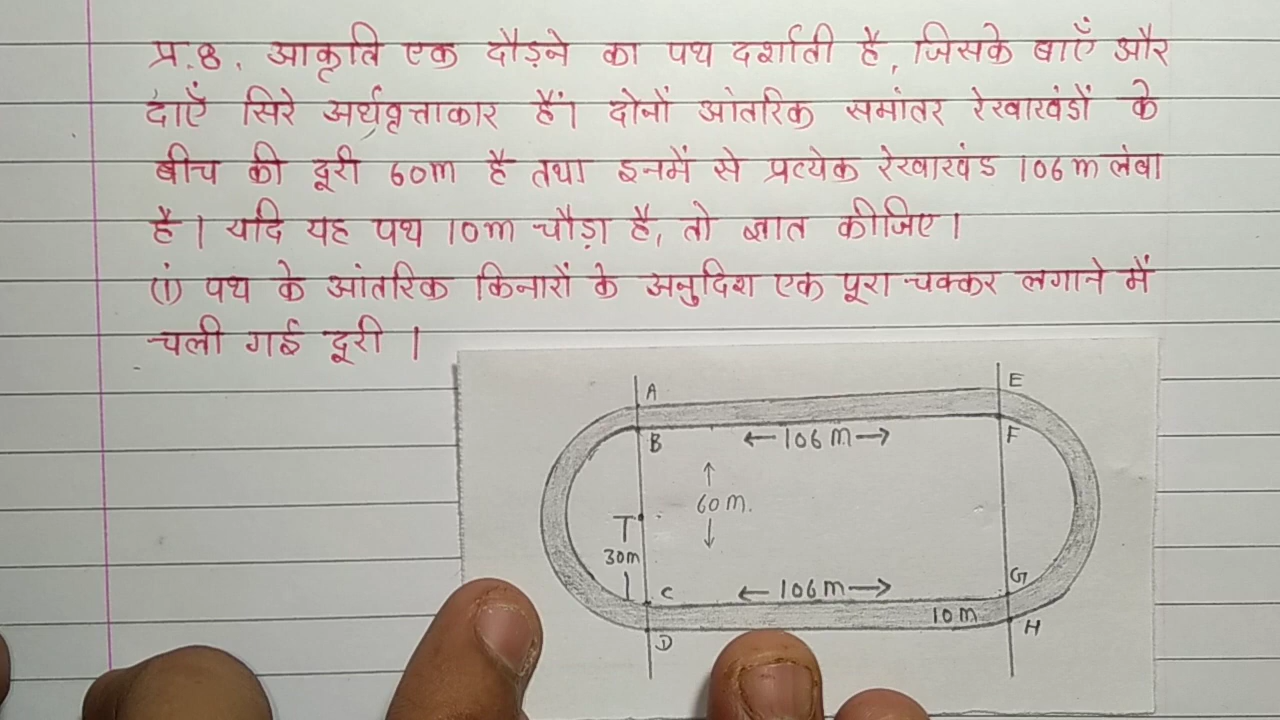 प्र.8. आकृति एक दौड़ने का पथ दर्शाती है, जिसके बाएँ और
दाएँ सिरे अर्धवृत्ताकार हैं। दोनों आंतरिक समांतर रेखाखंडों के
बीच की दूरी 60m है तथा इनमें से प्रत्येक रेखाखंड 106 m लंबा
है। यदि यह पथ 10m चौड़ा है, तो ज्ञात कीजिए।
(i) पथ के आंतरिक किनारों के अनुदिश एक पूरा चक्कर लगाने में
चली गई दूरी।
A
E
B
← 106 m →
F
↑
60 m.
↓
30m
C
← 106 m →
G
10 m
D
H